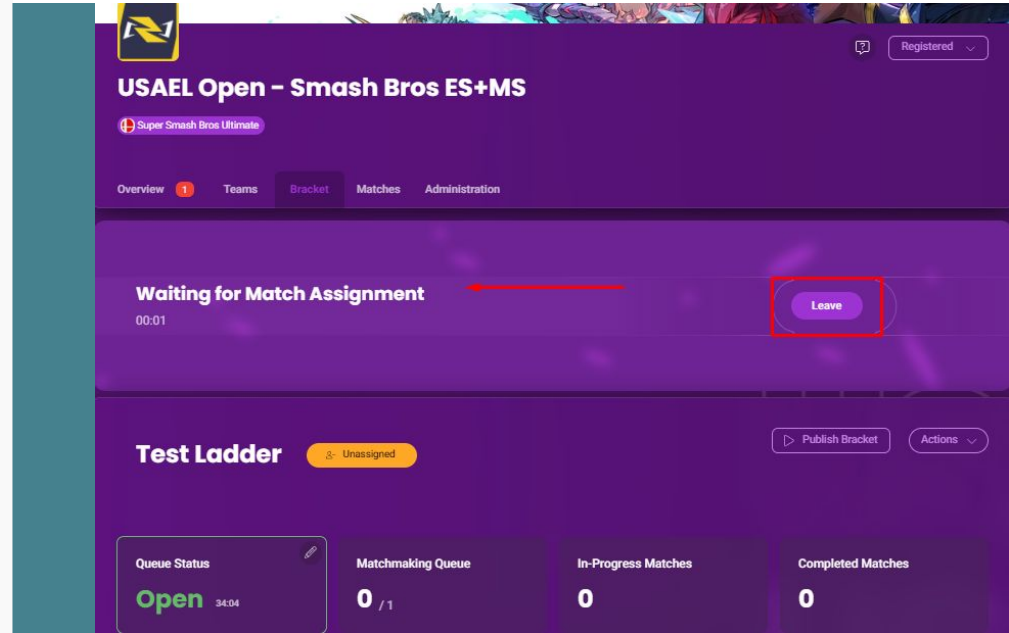 Registered
USAEL Open - Smash Bros ES+MS
Super Smash Bros Ultimate
Overview 1 Teams Bracket Matches Administration
Waiting for Match Assignment
00:01
Leave
Test Ladder Unassigned Publish Bracket Actions
Queue Status Matchmaking Queue In-Progress Matches Completed Matches
Open 34:04 0 / 1 0 0